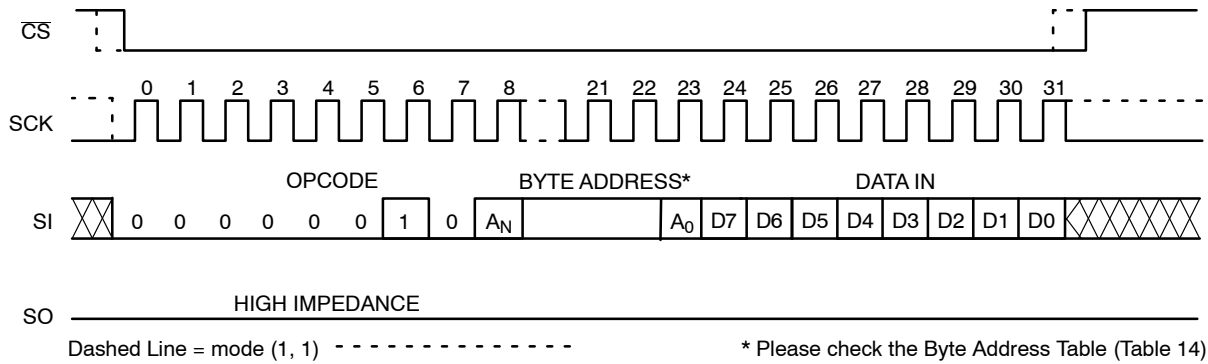 CS
0 1 2 3 4 5 6 7 8 21 22 23 24 25 26 27 28 29 30 31
SCK
OPCODE BYTE ADDRESS* DATA IN
SI 0 0 0 0 0 0 1 0 AN A0 D7 D6 D5 D4 D3 D2 D1 D0
HIGH IMPEDANCE
SO
Dashed Line = mode (1, 1) * Please check the Byte Address Table (Table 14)